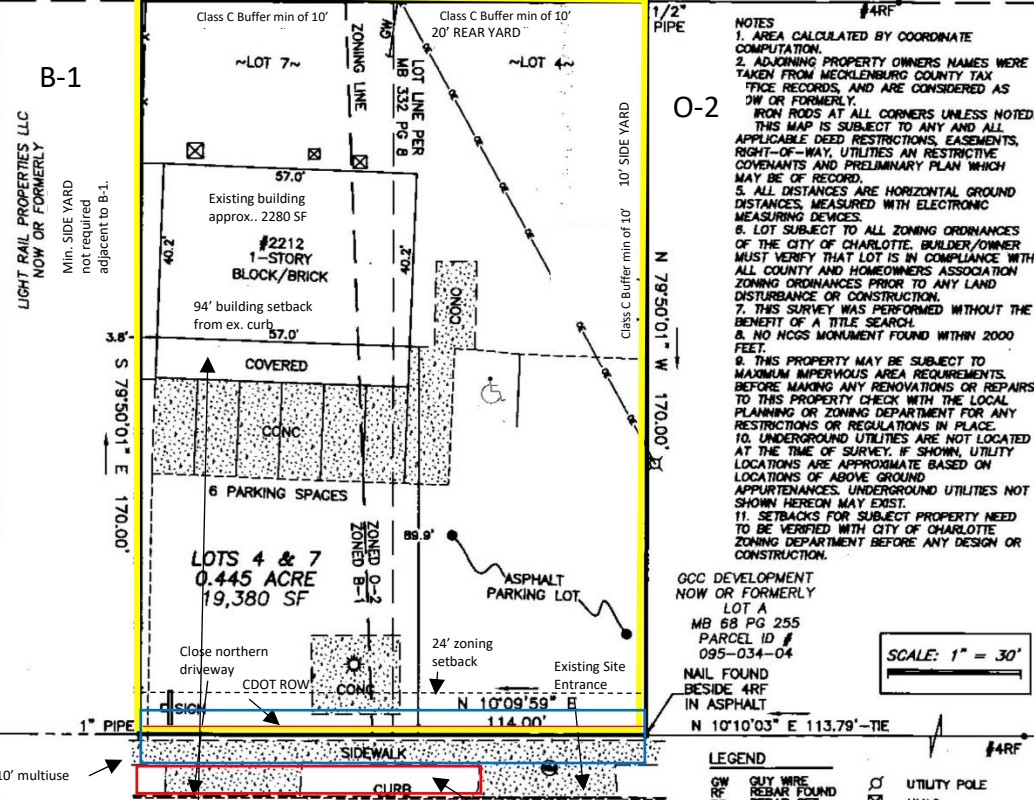 Class C Buffer min of 10'
Class C Buffer min of 10'
20' REAR YARD
1/2"
PIPE
#4RF
~LOT 7~
~LOT 4~
ZONING LINE
GW
LOT LINE PER
MB 332 PG 8
B-1
O-2
LIGHT RAIL PROPERTIES LLC
NOW OR FORMERLY
Min. SIDE YARD
not required
adjacent to B-1.
10' SIDE YARD
Class C Buffer min of 10'
57.0'
Existing building
approx.. 2280 SF
#2212
1-STORY
BLOCK/BRICK
40.2'
40.2'
94' building setback
from ex. curb
57.0'
3.8'
COVERED
CONC
CONC
6 PARKING SPACES
S 79°50'01" E 170.00'
N 79°50'01" W 170.00'
ZONED O-2
ZONED B-1
89.9'
LOTS 4 & 7
0.445 ACRE
19,380 SF
ASPHALT
PARKING LOT
Close northern
driveway
CDOT ROW
CONC
24' zoning
setback
Existing Site
Entrance
SIGN
1" PIPE
N 10°09'59" E
114.00'
SIDEWALK
10' multiuse
CURB
NOTES
1. AREA CALCULATED BY COORDINATE
COMPUTATION.
2. ADJOINING PROPERTY OWNERS NAMES WERE
TAKEN FROM MECKLENBURG COUNTY TAX
FFICE RECORDS, AND ARE CONSIDERED AS
OW OR FORMERLY.
IRON RODS AT ALL CORNERS UNLESS NOTED.
THIS MAP IS SUBJECT TO ANY AND ALL
APPLICABLE DEED RESTRICTIONS, EASEMENTS,
RIGHT-OF-WAY, UTILITIES AN RESTRICTIVE
COVENANTS AND PRELIMINARY PLAN WHICH
MAY BE OF RECORD.
5. ALL DISTANCES ARE HORIZONTAL GROUND
DISTANCES, MEASURED WITH ELECTRONIC
MEASURING DEVICES.
6. LOT SUBJECT TO ALL ZONING ORDINANCES
OF THE CITY OF CHARLOTTE. BUILDER/OWNER
MUST VERIFY THAT LOT IS IN COMPLIANCE WITH
ALL COUNTY AND HOMEOWNERS ASSOCIATION
ZONING ORDINANCES PRIOR TO ANY LAND
DISTURBANCE OR CONSTRUCTION.
7. THIS SURVEY WAS PERFORMED WITHOUT THE
BENEFIT OF A TITLE SEARCH.
8. NO NCGS MONUMENT FOUND WITHIN 2000
FEET.
9. THIS PROPERTY MAY BE SUBJECT TO
MAXIMUM IMPERVIOUS AREA REQUIREMENTS.
BEFORE MAKING ANY RENOVATIONS OR REPAIRS
TO THIS PROPERTY CHECK WITH THE LOCAL
PLANNING OR ZONING DEPARTMENT FOR ANY
RESTRICTIONS OR REGULATIONS IN PLACE.
10. UNDERGROUND UTILITIES ARE NOT LOCATED
AT THE TIME OF SURVEY. IF SHOWN, UTILITY
LOCATIONS ARE APPROXIMATE BASED ON
LOCATIONS OF ABOVE GROUND
APPURTENANCES. UNDERGROUND UTILITIES NOT
SHOWN HEREON MAY EXIST.
11. SETBACKS FOR SUBJECT PROPERTY NEED
TO BE VERIFIED WITH CITY OF CHARLOTTE
ZONING DEPARTMENT BEFORE ANY DESIGN OR
CONSTRUCTION.
GCC DEVELOPMENT
NOW OR FORMERLY
LOT A
MB 68 PG 255
PARCEL ID #
095-034-04
SCALE: 1" = 30'
NAIL FOUND
BESIDE 4RF
IN ASPHALT
N 10°10'03" E 113.79'-TIE
#4RF
LEGEND
GW GUY WIRE
RF REBAR FOUND
UTILITY POLE